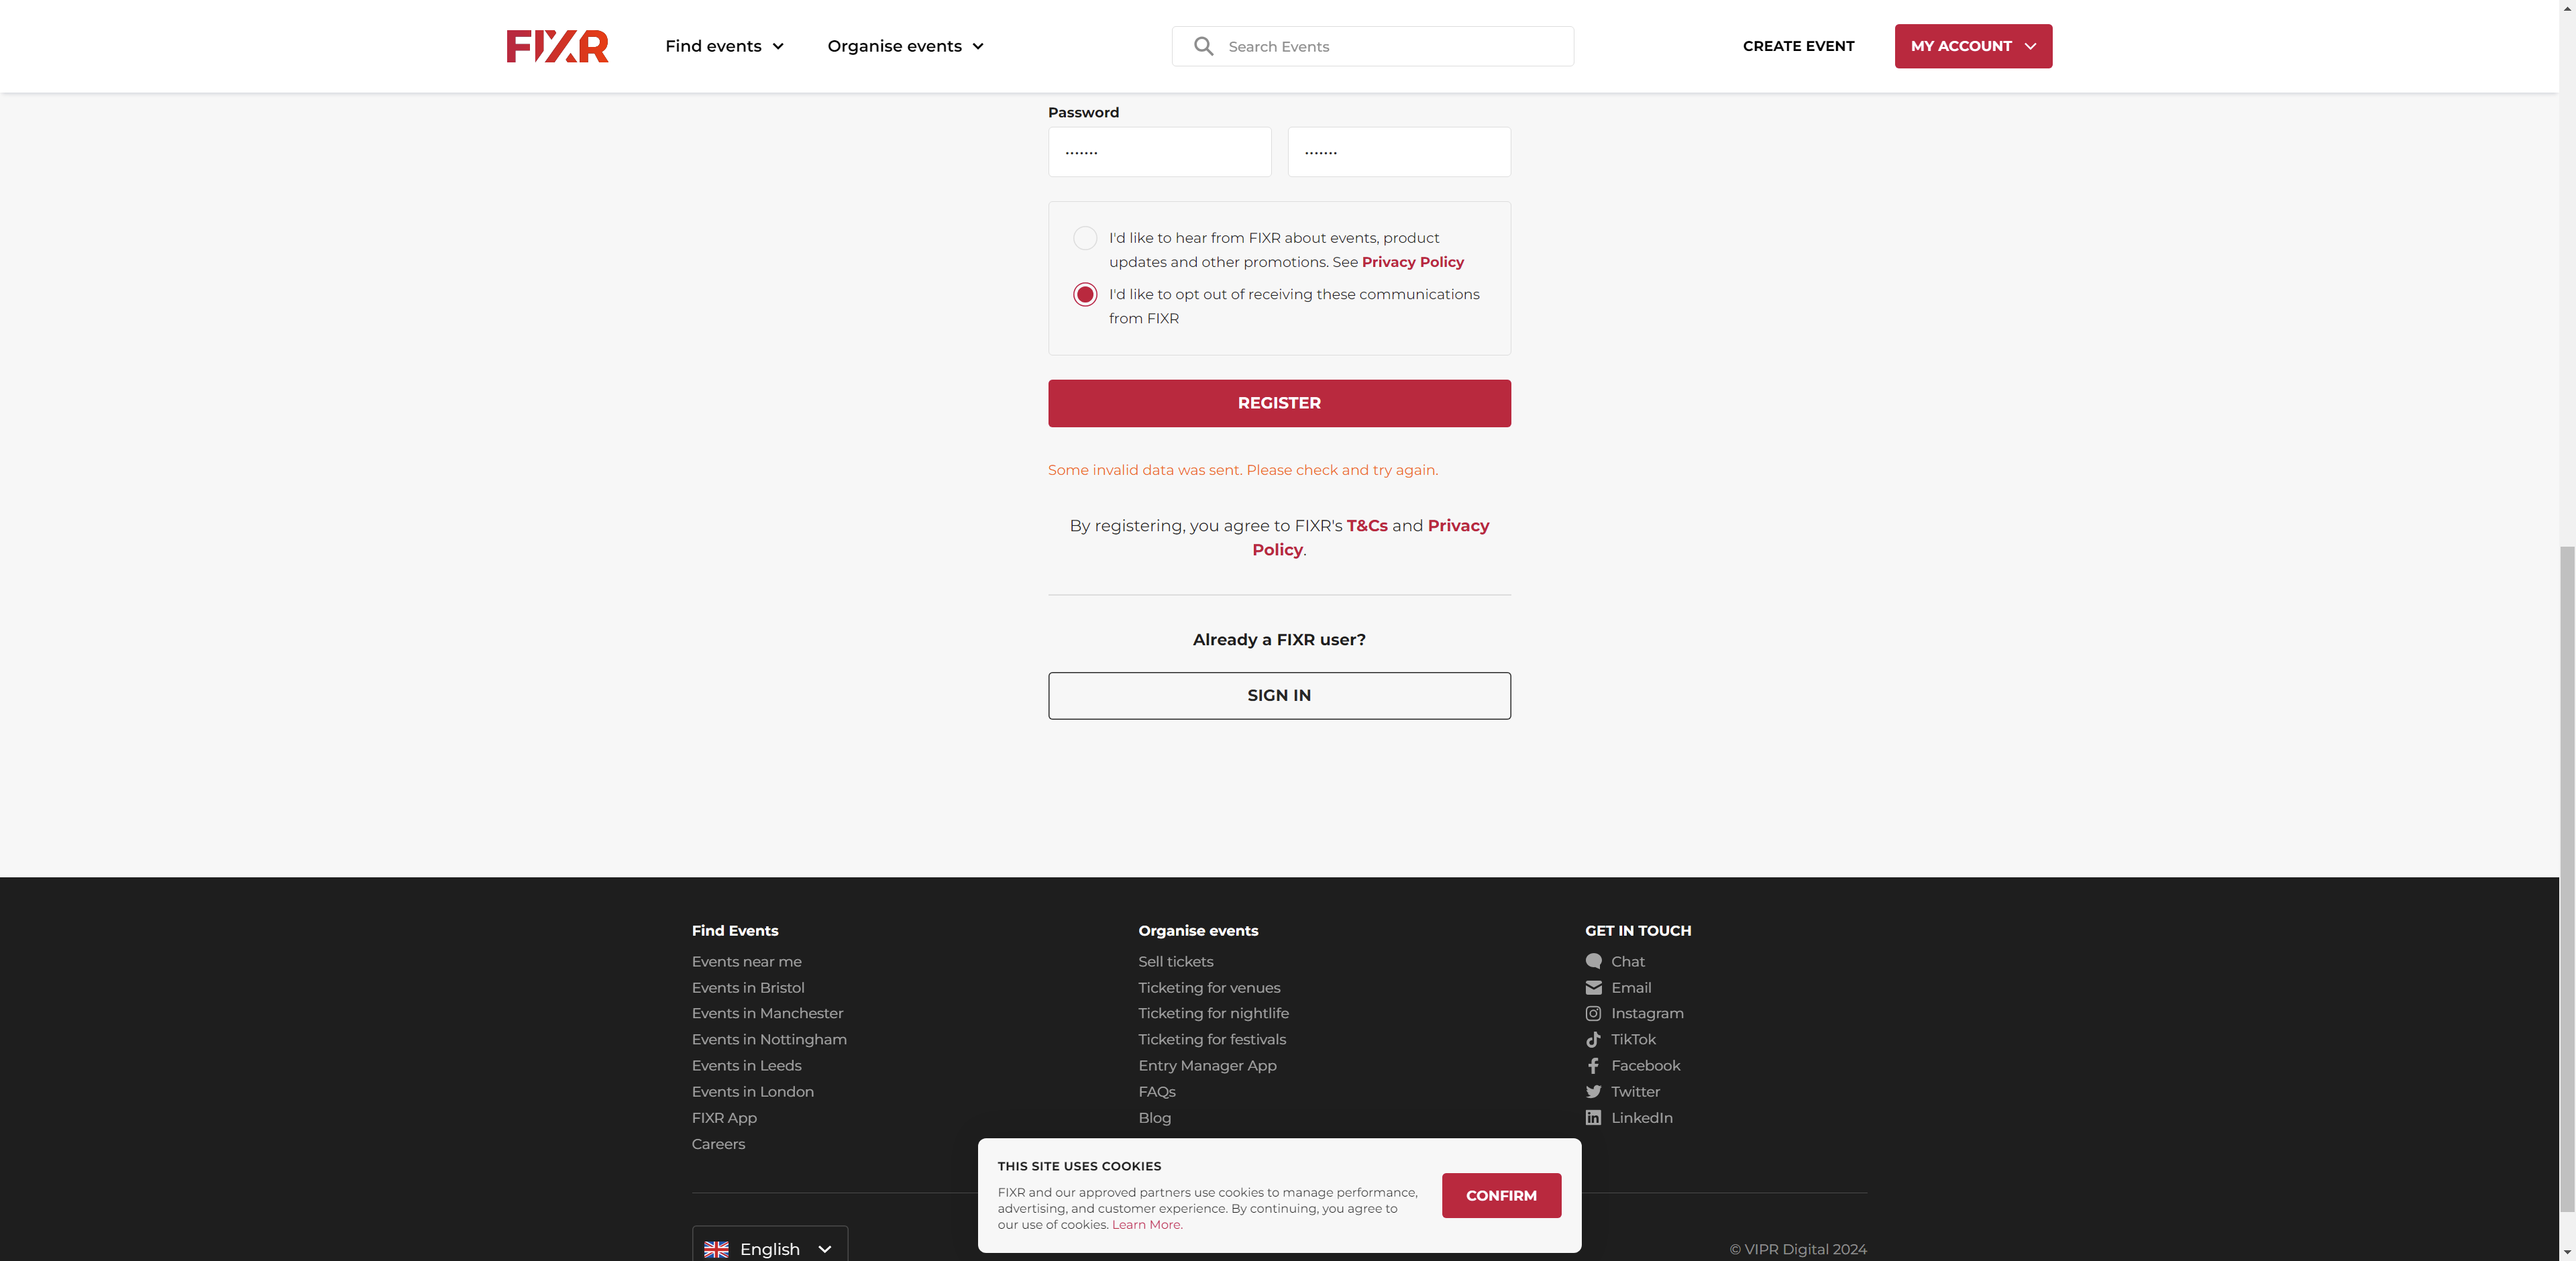 FIXR
Find events
Organise events
Search Events
CREATE EVENT
MY ACCOUNT
Password
.......
.......
I'd like to hear from FIXR about events, product
updates and other promotions. See Privacy Policy
I'd like to opt out of receiving these communications
from FIXR
REGISTER
Some invalid data was sent. Please check and try again.
By registering, you agree to FIXR's T&Cs and Privacy
Policy.
Already a FIXR user?
SIGN IN
Find Events
Events near me
Events in Bristol
Events in Manchester
Events in Nottingham
Events in Leeds
Events in London
FIXR App
Careers
Organise events
Sell tickets
Ticketing for venues
Ticketing for nightlife
Ticketing for festivals
Entry Manager App
FAQs
Blog
GET IN TOUCH
Chat
Email
Instagram
TikTok
Facebook
Twitter
LinkedIn
THIS SITE USES COOKIES
FIXR and our approved partners use cookies to manage performance,
advertising, and customer experience. By continuing, you agree to
our use of cookies. Learn More.
CONFIRM
English
© VIPR Digital 2024